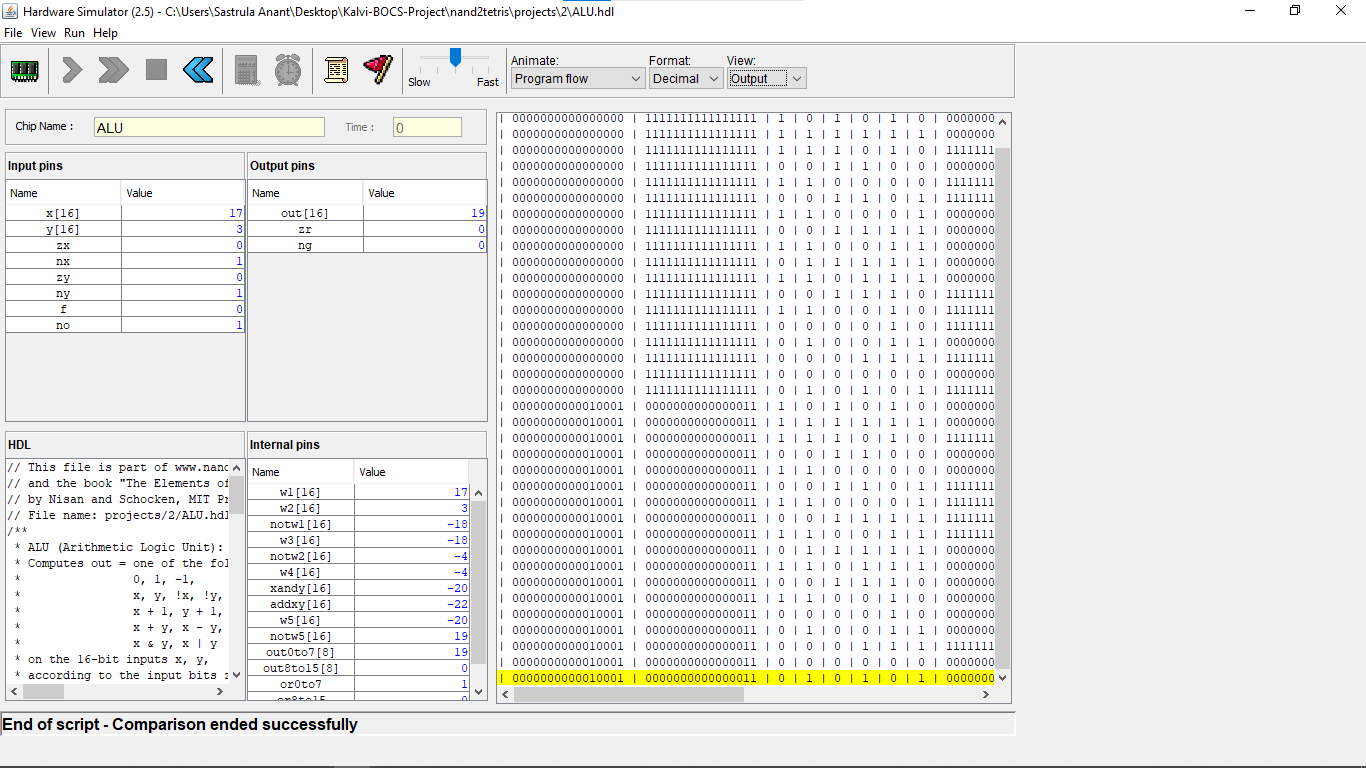 Hardware Simulator (2.5) - C:\Users\Sastrula Anant\Desktop\Kalvi-BOCS-Project\nand2tetris\projects\2\ALU.hdl
File View Run Help
Slow Fast
Animate: Format: View:
Program flow Decimal Output
Chip Name : ALU Time : 0
Input pins
Name Value
x[16] 17
y[16] 3
zx 0
nx 1
zy 0
ny 1
f 0
no 1
Output pins
Name Value
out[16] 19
zr 0
ng 0
HDL
// This file is part of www.nand
// and the book "The Elements of
// by Nisan and Schocken, MIT Pr
// File name: projects/2/ALU.hdl
/**
* ALU (Arithmetic Logic Unit):
* Computes out = one of the fol
* 0, 1, -1,
* x, y, !x, !y,
* x + 1, y + 1,
* x + y, x - y,
* x & y, x | y
* on the 16-bit inputs x, y,
* according to the input bits z
Internal pins
Name Value
w1[16] 17
w2[16] 3
notw1[16] -18
w3[16] -18
notw2[16] -4
w4[16] -4
xandy[16] -20
addxy[16] -22
w5[16] -20
notw5[16] 19
out0to7[8] 19
out8to15[8] 0
or0to7 1
or8to15 0
| 0000000000000000 | 1111111111111111 | 1 | 0 | 1 | 0 | 1 | 0 | 0000000
| 0000000000000000 | 1111111111111111 | 1 | 1 | 1 | 1 | 1 | 1 | 0000000
| 0000000000000000 | 1111111111111111 | 1 | 1 | 1 | 0 | 1 | 0 | 1111111
| 0000000000000000 | 1111111111111111 | 0 | 0 | 1 | 1 | 0 | 0 | 0000000
| 0000000000000000 | 1111111111111111 | 1 | 1 | 0 | 0 | 0 | 0 | 1111111
| 0000000000000000 | 1111111111111111 | 0 | 0 | 1 | 1 | 0 | 1 | 1111111
| 0000000000000000 | 1111111111111111 | 1 | 1 | 0 | 0 | 0 | 1 | 0000000
| 0000000000000000 | 1111111111111111 | 0 | 0 | 1 | 1 | 1 | 1 | 0000000
| 0000000000000000 | 1111111111111111 | 1 | 1 | 0 | 0 | 1 | 1 | 0000000
| 0000000000000000 | 1111111111111111 | 0 | 1 | 1 | 1 | 1 | 1 | 0000000
| 0000000000000000 | 1111111111111111 | 1 | 1 | 0 | 1 | 1 | 1 | 0000000
| 0000000000000000 | 1111111111111111 | 0 | 0 | 1 | 1 | 1 | 0 | 1111111
| 0000000000000000 | 1111111111111111 | 1 | 1 | 0 | 0 | 1 | 0 | 1111111
| 0000000000000000 | 1111111111111111 | 0 | 0 | 0 | 0 | 1 | 0 | 1111111
| 0000000000000000 | 1111111111111111 | 0 | 1 | 0 | 0 | 1 | 1 | 0000000
| 0000000000000000 | 1111111111111111 | 0 | 0 | 0 | 1 | 1 | 1 | 1111111
| 0000000000000000 | 1111111111111111 | 0 | 0 | 0 | 0 | 0 | 0 | 0000000
| 0000000000000000 | 1111111111111111 | 0 | 1 | 0 | 1 | 0 | 1 | 1111111
| 0000000000010001 | 0000000000000011 | 1 | 0 | 1 | 0 | 1 | 0 | 0000000
| 0000000000010001 | 0000000000000011 | 1 | 1 | 1 | 1 | 1 | 1 | 0000000
| 0000000000010001 | 0000000000000011 | 1 | 1 | 1 | 0 | 1 | 0 | 1111111
| 0000000000010001 | 0000000000000011 | 0 | 0 | 1 | 1 | 0 | 0 | 0000000
| 0000000000010001 | 0000000000000011 | 1 | 1 | 0 | 0 | 0 | 0 | 0000000
| 0000000000010001 | 0000000000000011 | 0 | 0 | 1 | 1 | 0 | 1 | 1111111
| 0000000000010001 | 0000000000000011 | 1 | 1 | 0 | 0 | 0 | 1 | 1111111
| 0000000000010001 | 0000000000000011 | 0 | 0 | 1 | 1 | 1 | 1 | 1111111
| 0000000000010001 | 0000000000000011 | 1 | 1 | 0 | 0 | 1 | 1 | 1111111
| 0000000000010001 | 0000000000000011 | 0 | 1 | 1 | 1 | 1 | 1 | 0000000
| 0000000000010001 | 0000000000000011 | 1 | 1 | 0 | 1 | 1 | 1 | 0000000
| 0000000000010001 | 0000000000000011 | 0 | 0 | 1 | 1 | 1 | 0 | 0000000
| 0000000000010001 | 0000000000000011 | 1 | 1 | 0 | 0 | 1 | 0 | 0000000
| 0000000000010001 | 0000000000000011 | 0 | 0 | 0 | 0 | 1 | 0 | 0000000
| 0000000000010001 | 0000000000000011 | 0 | 1 | 0 | 0 | 1 | 1 | 0000000
| 0000000000010001 | 0000000000000011 | 0 | 0 | 0 | 1 | 1 | 1 | 1111111
| 0000000000010001 | 0000000000000011 | 0 | 0 | 0 | 0 | 0 | 0 | 0000000
| 0000000000010001 | 0000000000000011 | 0 | 1 | 0 | 1 | 0 | 1 | 0000000
End of script - Comparison ended successfully